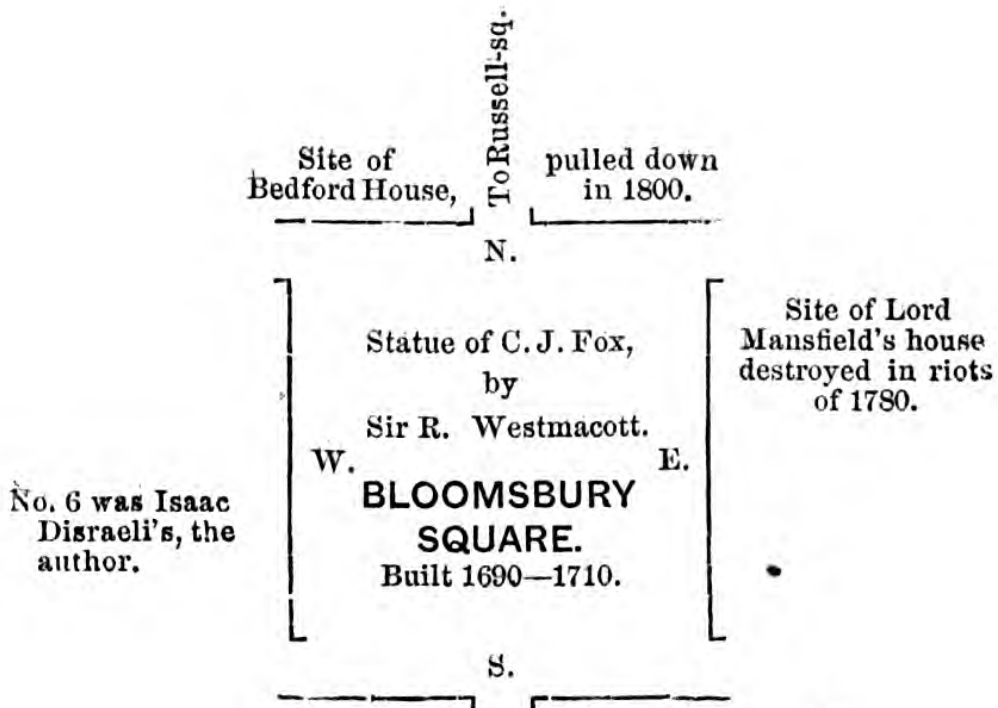 To Russell-sq.
Site of
Bedford House,
pulled down
in 1800.
N.
Statue of C. J. Fox,
by
Sir R. Westmacott.
W.
E.
BLOOMSBURY
SQUARE.
Built 1690—1710.
Site of Lord
Mansfield's house
destroyed in riots
of 1780.
No. 6 was Isaac
Disraeli's, the
author.
S.